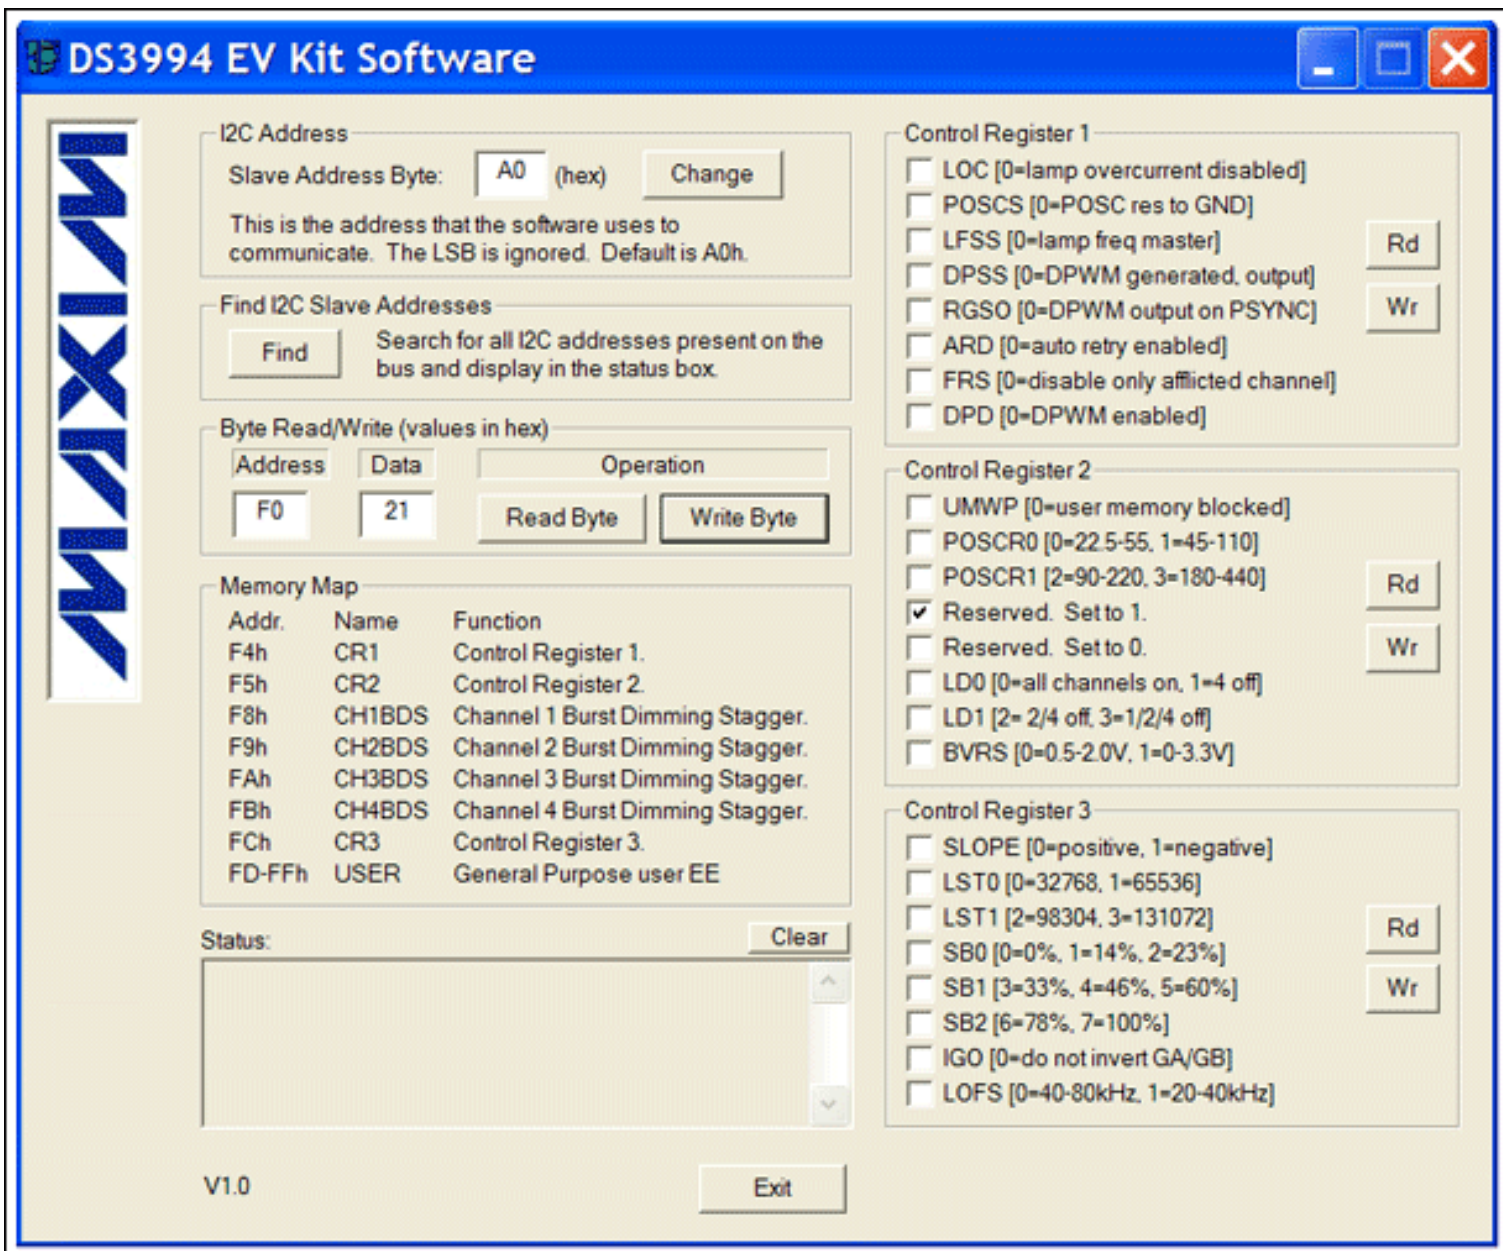 DS3994 EV Kit Software
MAXIM
I2C Address
Slave Address Byte: A0 (hex) Change
This is the address that the software uses to
communicate. The LSB is ignored. Default is A0h.
Find I2C Slave Addresses
Find
Search for all I2C addresses present on the
bus and display in the status box.
Byte Read/Write (values in hex)
Address Data Operation
F0 21 Read Byte Write Byte
Memory Map
Addr. Name Function
F4h CR1 Control Register 1.
F5h CR2 Control Register 2.
F8h CH1BDS Channel 1 Burst Dimming Stagger.
F9h CH2BDS Channel 2 Burst Dimming Stagger.
FAh CH3BDS Channel 3 Burst Dimming Stagger.
FBh CH4BDS Channel 4 Burst Dimming Stagger.
FCh CR3 Control Register 3.
FD-FFh USER General Purpose user EE
Status: Clear
V1.0 Exit
Control Register 1
LOC [0=lamp overcurrent disabled]
POSCS [0=POSC res to GND]
LFSS [0=lamp freq master]
DPSS [0=DPWM generated, output]
RGSO [0=DPWM output on PSYNC]
ARD [0=auto retry enabled]
FRS [0=disable only afflicted channel]
DPD [0=DPWM enabled]
Rd
Wr
Control Register 2
UMWP [0=user memory blocked]
POSCR0 [0=22.5-55, 1=45-110]
POSCR1 [2=90-220, 3=180-440]
Reserved. Set to 1.
Reserved. Set to 0.
LD0 [0=all channels on, 1=4 off]
LD1 [2= 2/4 off, 3=1/2/4 off]
BVRS [0=0.5-2.0V, 1=0-3.3V]
Rd
Wr
Control Register 3
SLOPE [0=positive, 1=negative]
LST0 [0=32768, 1=65536]
LST1 [2=98304, 3=131072]
SB0 [0=0%, 1=14%, 2=23%]
SB1 [3=33%, 4=46%, 5=60%]
SB2 [6=78%, 7=100%]
IGO [0=do not invert GA/GB]
LOFS [0=40-80kHz, 1=20-40kHz]
Rd
Wr